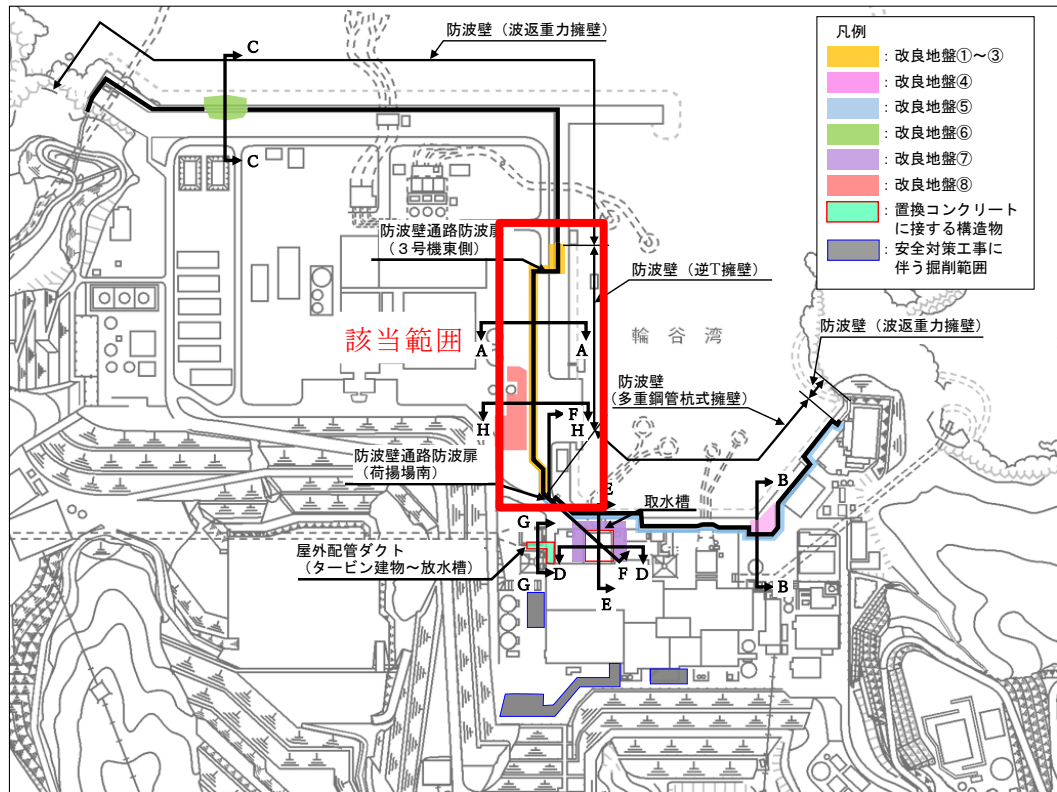 防波壁（波返重力擁壁）
C
C
凡例
：改良地盤①～③
：改良地盤④
：改良地盤⑤
：改良地盤⑥
：改良地盤⑦
：改良地盤⑧
：置換コンクリート
に接する構造物
：安全対策工事に
伴う掘削範囲
防波壁通路防波扉
（３号機東側）
防波壁（逆T擁壁）
該当範囲
A
A
輪谷湾
防波壁（波返重力擁壁）
防波壁
（多重鋼管杭式擁壁）
H
F
H
防波壁通路防波扉
（荷揚場南）
E
取水槽
B
G
屋外配管ダクト
（タービン建物～放水槽）
G
D
F
D
E
B